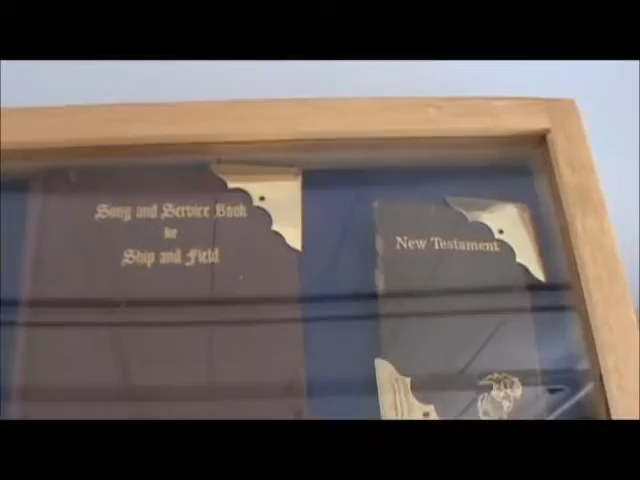 Song and Service Book
for
Ship and Field
New Testament